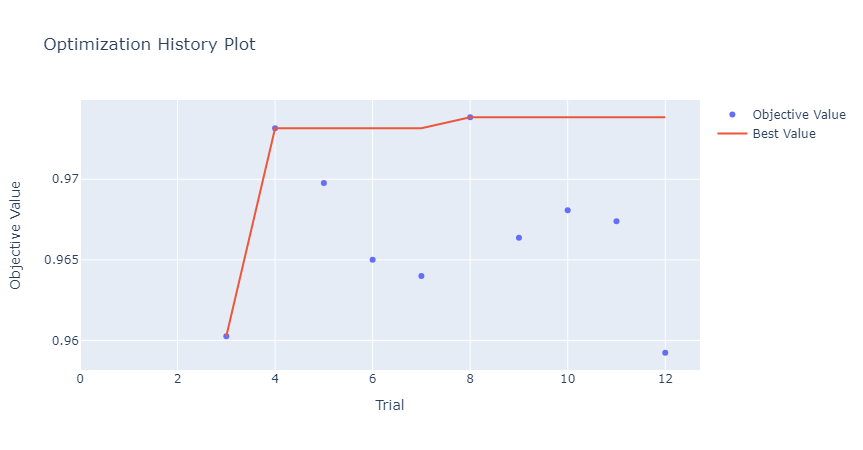 Optimization History Plot
Objective Value
Best Value
0.97
0.965
0.96
Objective Value
0 2 4 6 8 10 12
Trial